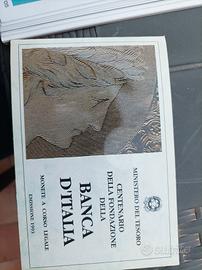 MINISTERO DEL TESORO
CENTENARIO
DELLA FONDAZIONE
DELLA
BANCA
D'ITALIA
MONETE A CORSO LEGALE
EMISSIONE 1993